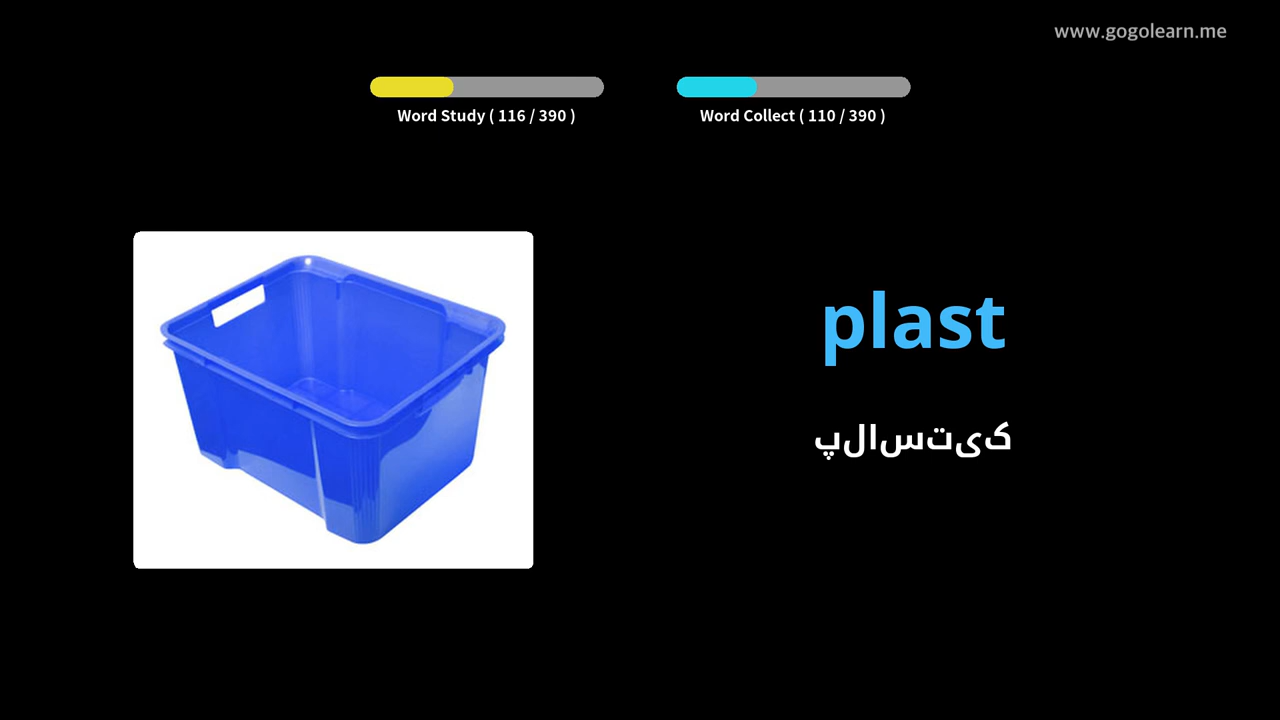 www.gogolearn.me
Word Study ( 116 / 390 )
Word Collect ( 110 / 390 )
plast
پلاستیک